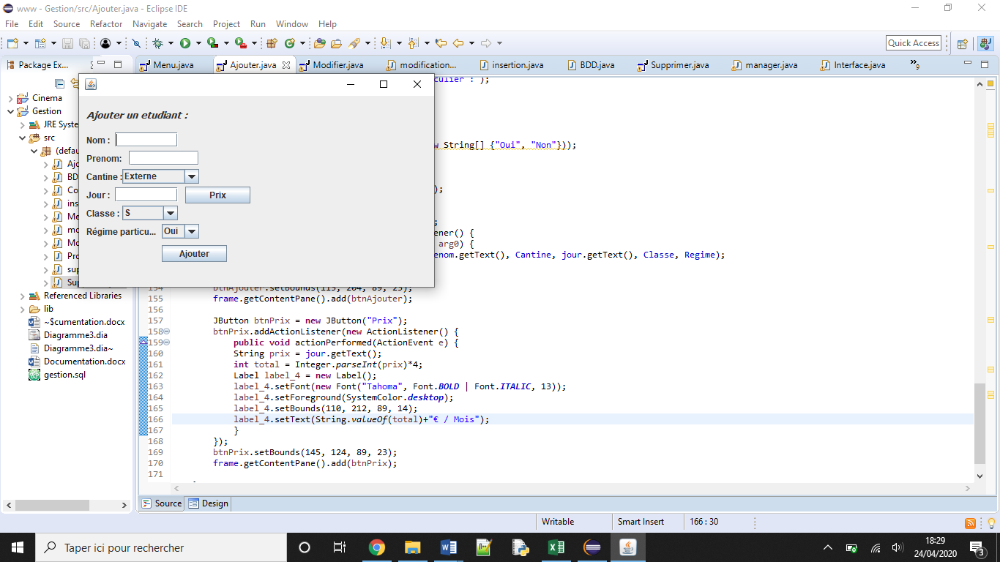 www - Gestion/src/Ajouter.java - Eclipse IDE
File Edit Source Refactor Navigate Search Project Run Window Help
Quick Access
Package Ex...
Menu.java Ajouter.java Modifier.java modification... insertion.java BDD.java Supprimer.java manager.java Interface.java »9
Cinema
Gestion
JRE Syste
src
(defau
Ajo
BD
Co
ins
Me
mo
Mo
Pro
sup
Sup
Referenced Libraries
lib
~$cumentation.docx
Diagramme3.dia
Diagramme3.dia~
Documentation.docx
gestion.sql
Ajouter un etudiant :
Nom :
Prenom:
Cantine : Externe
Jour : Prix
Classe : S
Régime particu... Oui
Ajouter
culier : );
w String[] {"Oui", "Non"}));
);
;
ener() {
arg0) {
enom.getText(), Cantine, jour.getText(), Classe, Regime);
154 btnAjouter.setBounds(113, 204, 89, 23);
155 frame.getContentPane().add(btnAjouter);
156
157 JButton btnPrix = new JButton("Prix");
158 btnPrix.addActionListener(new ActionListener() {
159 public void actionPerformed(ActionEvent e) {
160 String prix = jour.getText();
161 int total = Integer.parseInt(prix)*4;
162 Label label_4 = new Label();
163 label_4.setFont(new Font("Tahoma", Font.BOLD | Font.ITALIC, 13));
164 label_4.setForeground(SystemColor.desktop);
165 label_4.setBounds(110, 212, 89, 14);
166 label_4.setText(String.valueOf(total)+"€ / Mois");
167 }
168 });
169 btnPrix.setBounds(145, 124, 89, 23);
170 frame.getContentPane().add(btnPrix);
171
Source Design
Writable Smart Insert 166 : 30
Taper ici pour rechercher
18:29
24/04/2020
3